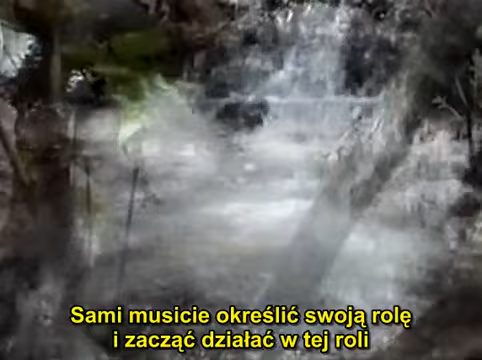 Sami musicie określić swoją rolę
i zacząć działać w tej roli